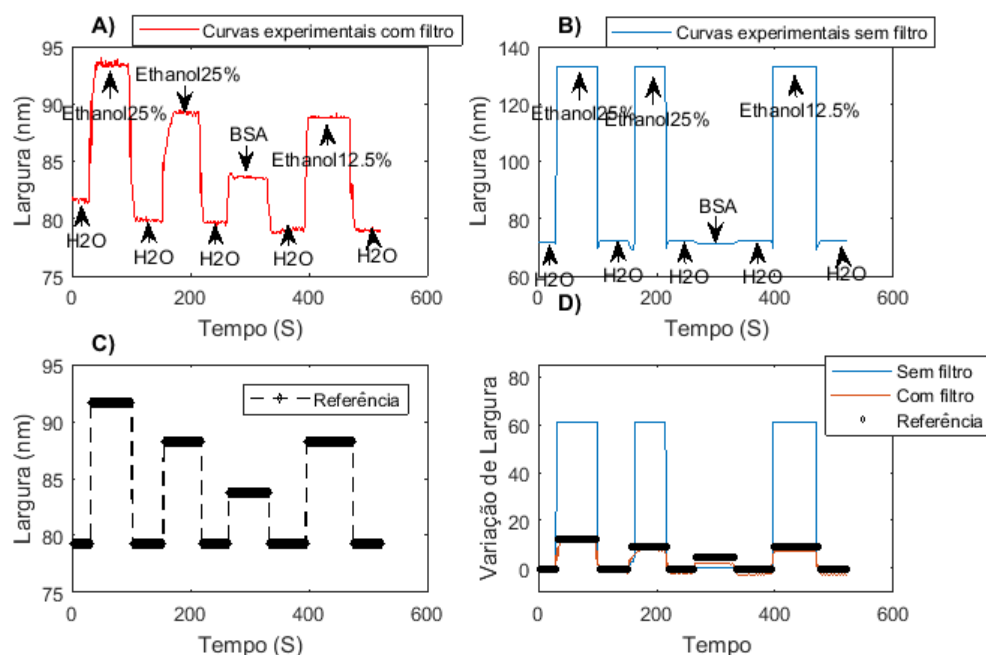 A)
Curvas experimentais com filtro
95
90
85
80
75
Largura (nm)
Ethanol25%
Ethanol25%
BSA
Ethanol12.5%
H2O
H2O
H2O
H2O
H2O
0
200
400
600
Tempo (S)
B)
Curvas experimentais sem filtro
140
120
100
80
60
Largura (nm)
Ethanol25%
Ethanol25%
Ethanol12.5%
BSA
H2O
H2O
H2O
H2O
H2O
0
200
400
600
Tempo (S)
C)
Referência
95
90
85
80
75
Largura (nm)
0
200
400
600
Tempo (S)
D)
Sem filtro
Com filtro
Referência
80
60
40
20
0
Variação de Largura
0
200
400
600
Tempo